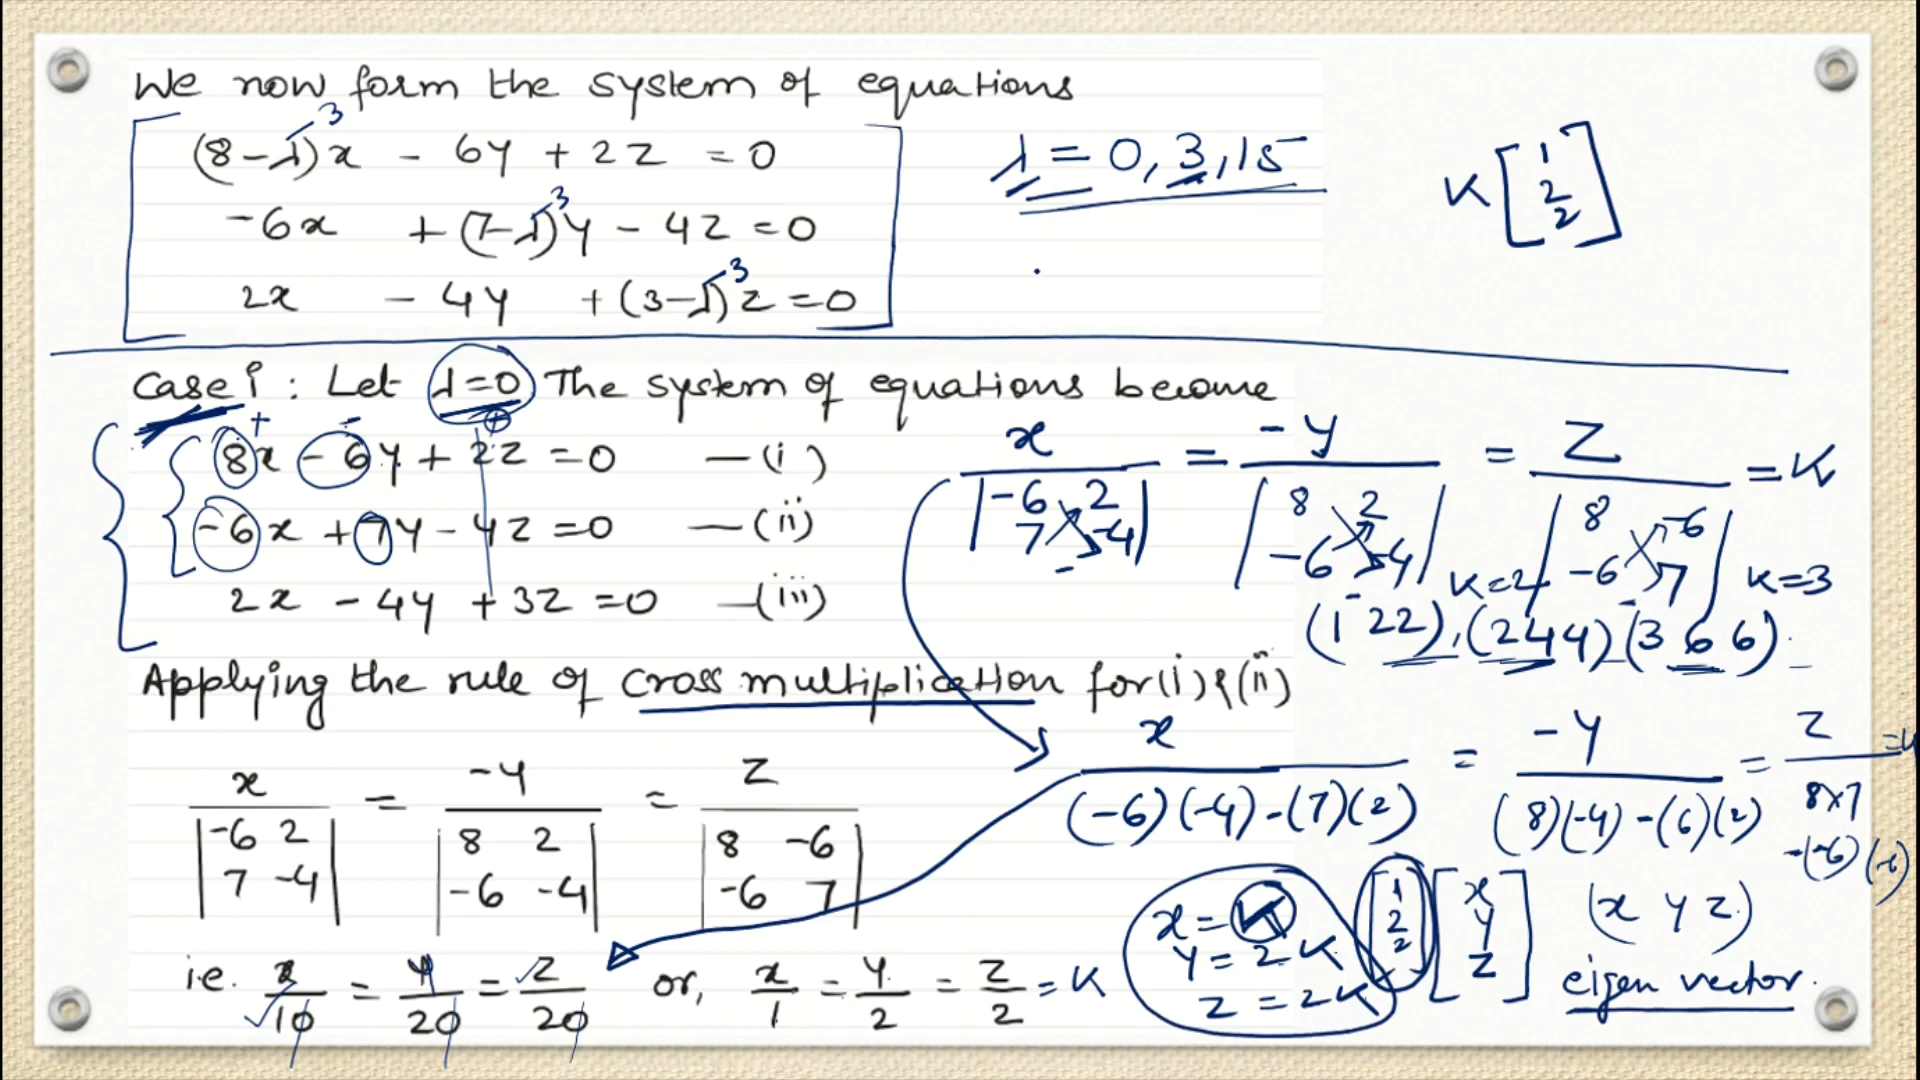 We now form the system of equations
(8-λ)³x - 6y + 2z = 0
-6x + (7-λ)³y - 4z = 0
2x - 4y + (3-λ)³z = 0
λ = 0, 3, 15
K [1 2 2]
Case i : Let λ=0 The system of equations become
+ - +
8x - 6y + 2z = 0 —(i)
-6x + 7y - 4z = 0 —(ii)
2x - 4y + 3z = 0 —(iii)
x / |-6 2 7 -4| = -y / |8 2 -6 -4| = z / |8 -6 -6 7| = K
K=2 K=3
(1 2 2), (2 4 4) (3 6 6).
Applying the rule of cross multiplication for (i) & (ii)
x / |-6 2 7 -4| = -y / |8 2 -6 -4| = z / |8 -6 -6 7|
x / (-6)(-4)-(7)(2) = -y / (8)(-4)-(6)(2) = z / 8x7 -(-6)(-6) =
i.e. x/10 = y/20 = z/20 or, x/1 = y/2 = z/2 = K
x = K
y = 2K
z = 2K
[1 2 2] [x y z] (x y z)
eigen vector.